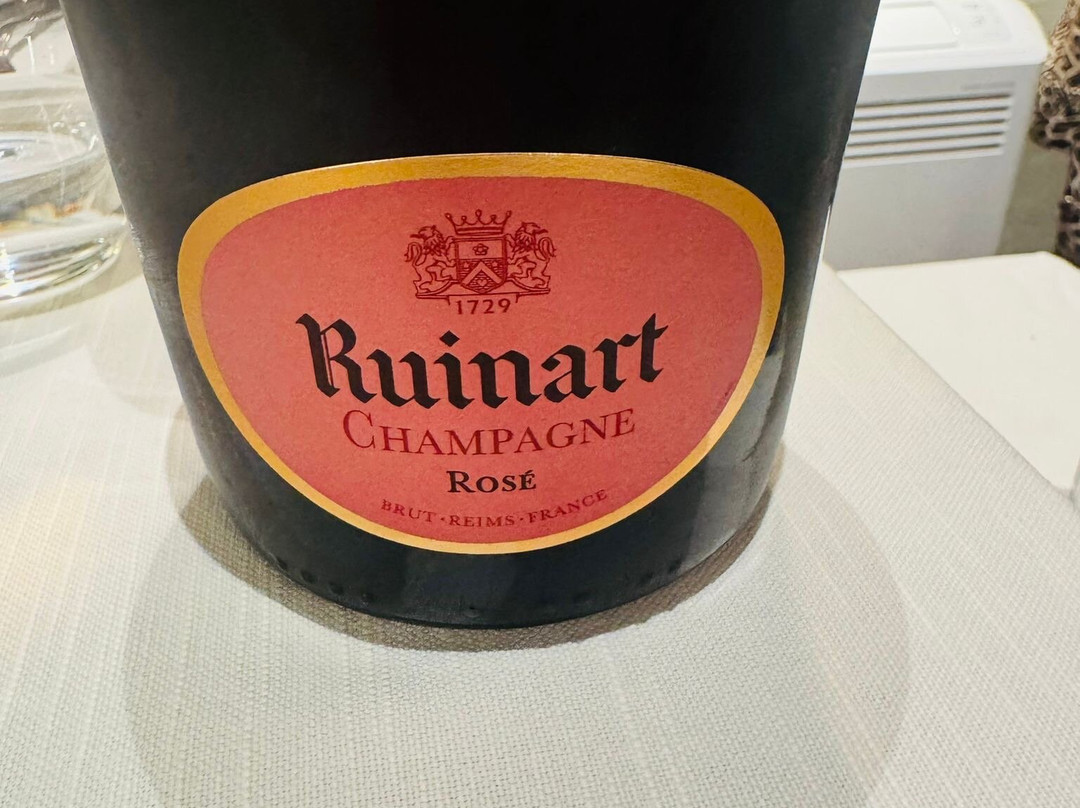 1729
Ruinart
CHAMPAGNE
ROSÉ
BRUT·REIMS·FRANCE